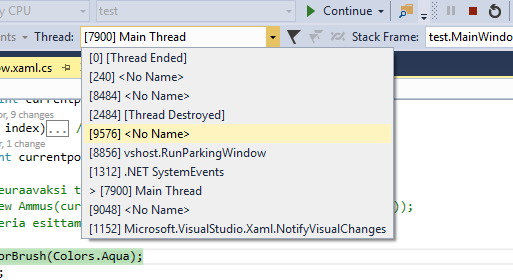 y CPU test Continue
Thread: [7900] Main Thread Stack Frame: test.MainWindo
[0] [Thread Ended]
[240] <No Name>
[8484] <No Name>
[2484] [Thread Destroyed]
[9576] <No Name>
[8856] vshost.RunParkingWindow
[1312] .NET SystemEvents
> [7900] Main Thread
[9048] <No Name>
[1152] Microsoft.VisualStudio.Xaml.NotifyVisualChanges
ow.xaml.cs
int currentp
, 9 changes
index)... /
nt currentpo
ents
euraavaksi t
ew Ammus(cur );
eria esittam
orBrush(Colors.Aqua);
;